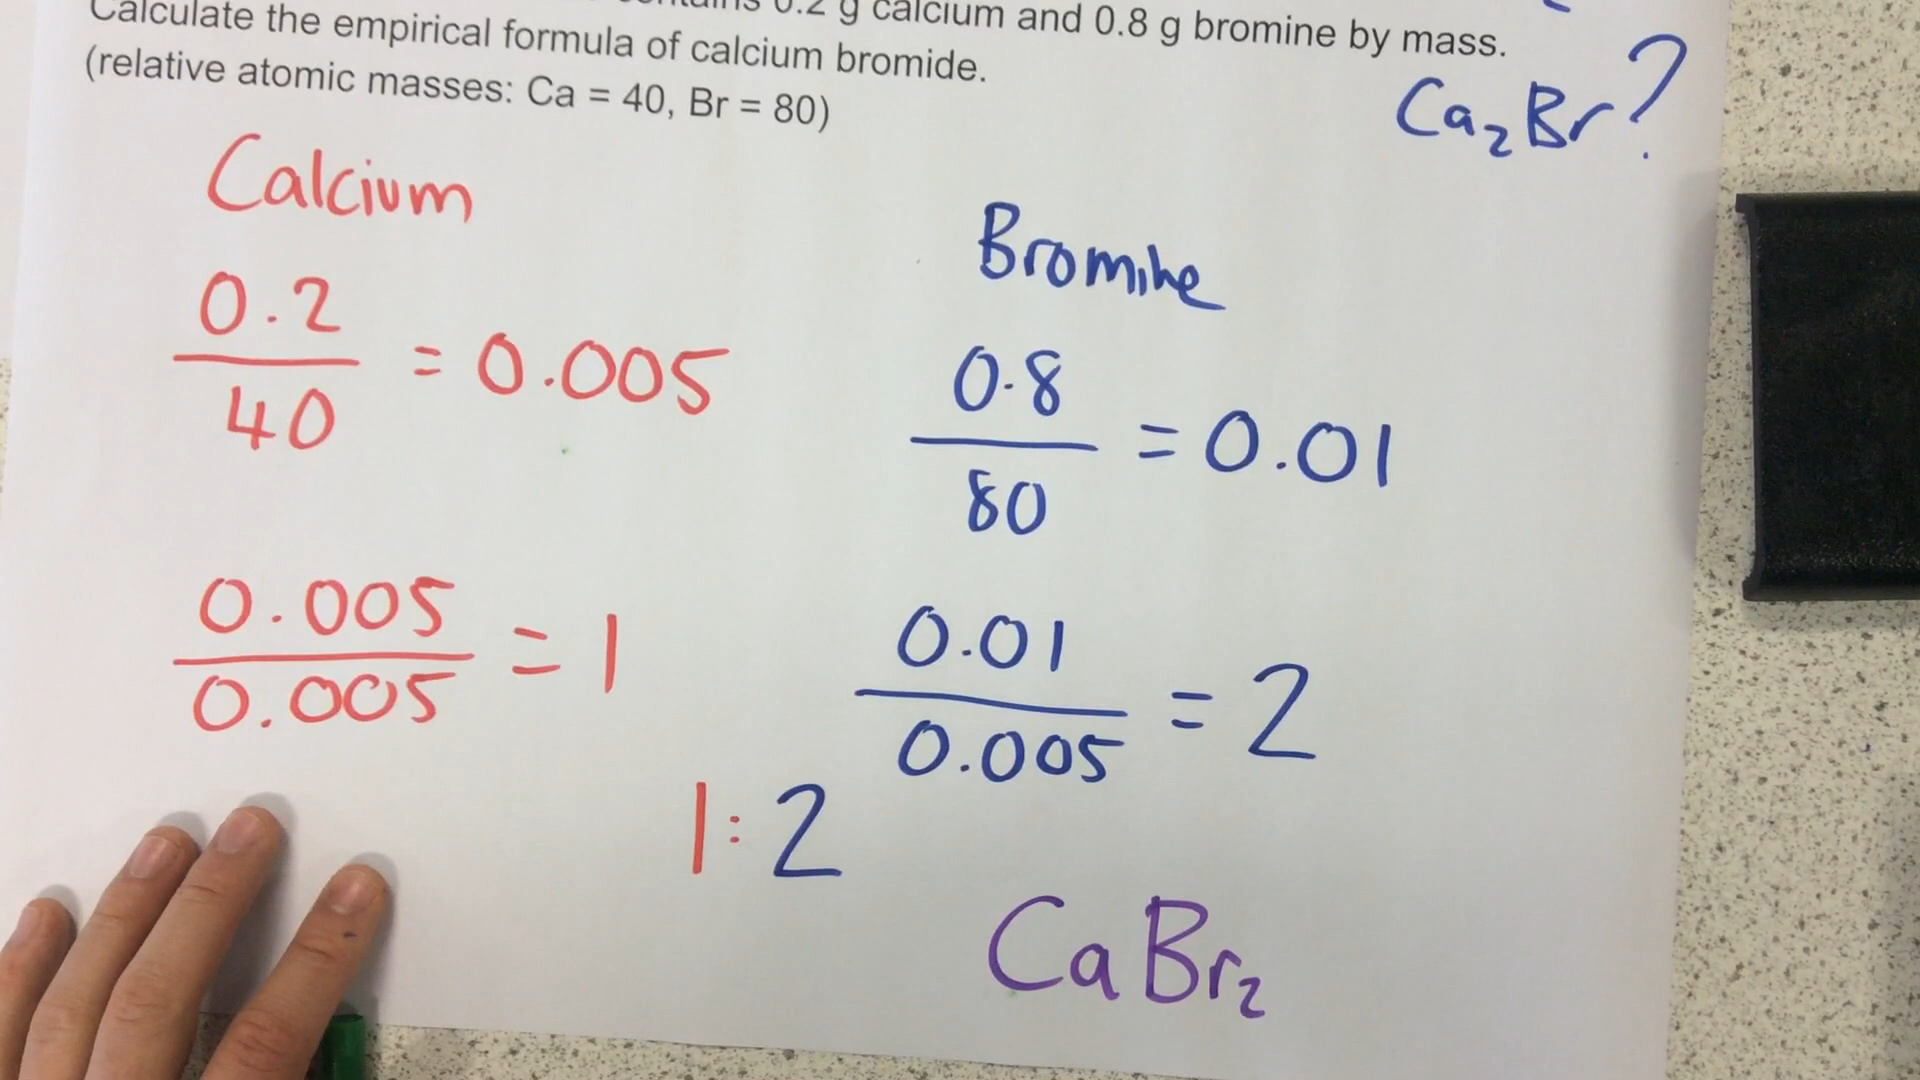 0.2 g calcium and 0.8 g bromine by mass.
Calculate the empirical formula of calcium bromide.
(relative atomic masses: Ca = 40, Br = 80)
Ca2Br?
Calcium
0.2
40
= 0.005
0.005
0.005
= 1
Bromine
0.8
80
= 0.01
0.01
0.005
= 2
1:2
CaBr2